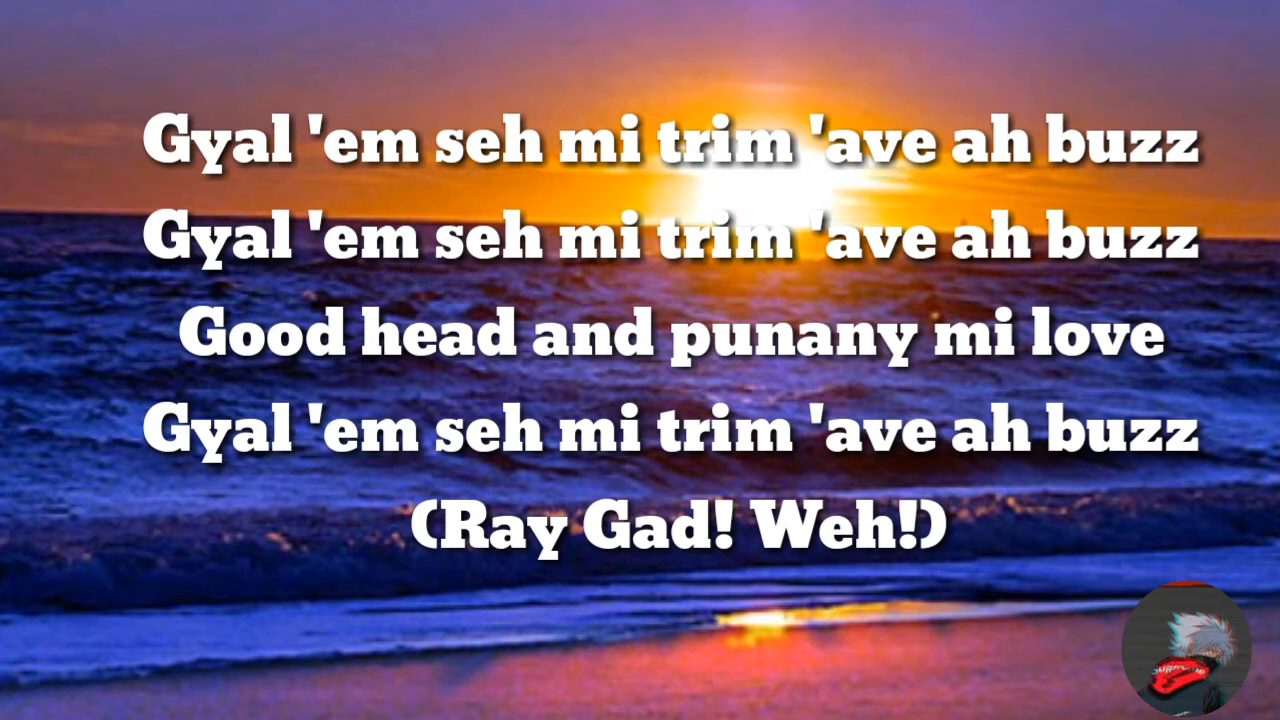 Gyal 'em seh mi trim 'ave ah buzz
Gyal 'em seh mi trim 'ave ah buzz
Good head and punany mi love
Gyal 'em seh mi trim 'ave ah buzz
(Ray Gad! Weh!)